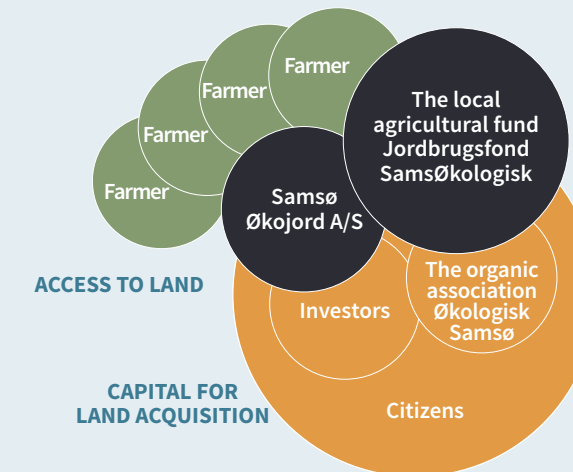 Farmer
Farmer
Farmer
Farmer
The local
agricultural fund
Jordbrugsfond
SamsØkologisk
Samsø
Økojord A/S
ACCESS TO LAND
The organic
association
Økologisk
Samsø
Investors
CAPITAL FOR
LAND ACQUISITION
Citizens